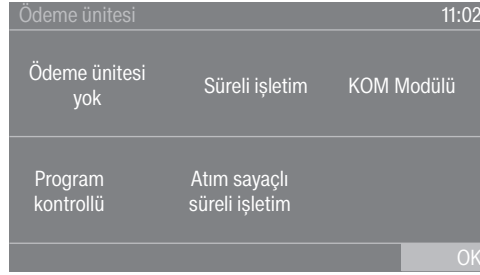 Ödeme ünitesi 11:02
Ödeme ünitesi
yok
Süreli işletim
KOM Modülü
Program
kontrollü
Atım sayaçlı
süreli işletim
OK